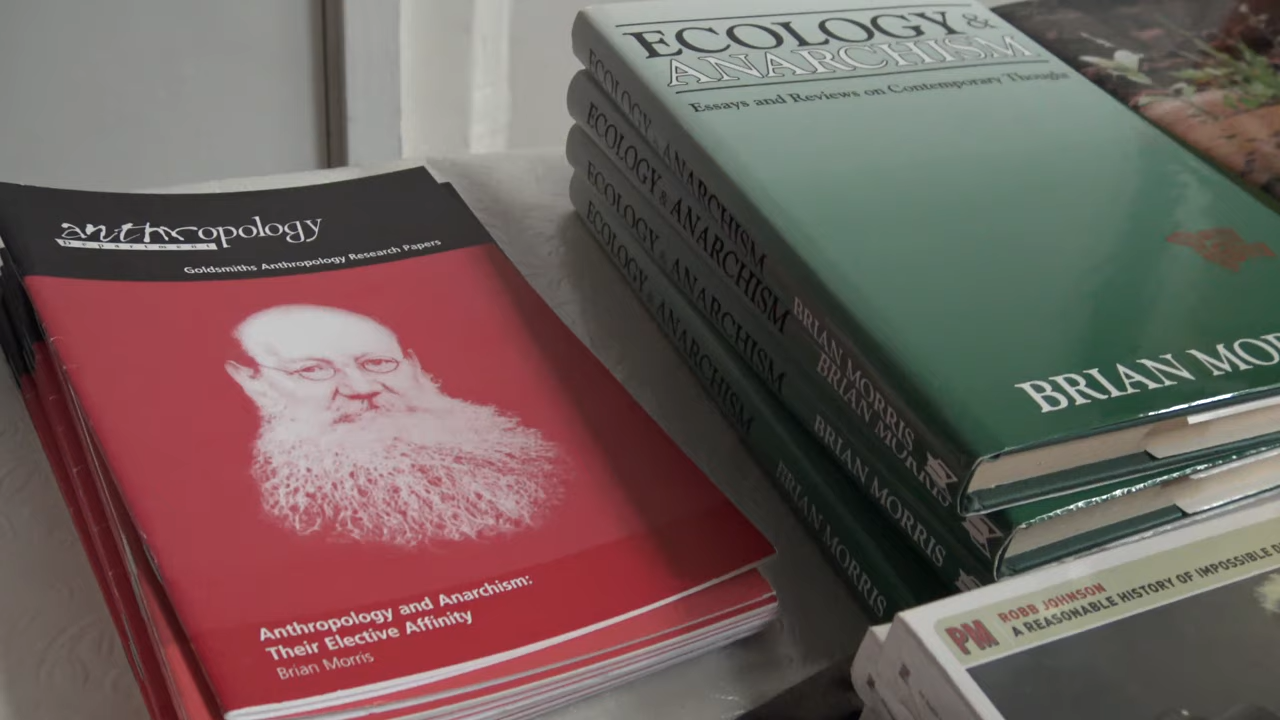 anthropology
Department
Goldsmiths Anthropology Research Papers
Anthropology and Anarchism:
Their Elective Affinity
Brian Morris
ECOLOGY &
ANARCHISM
Essays and Reviews on Contemporary Thought
BRIAN MOR
ECOLOGY & ANARCHISM BRIAN MORRIS
ECOLOGY & ANARCHISM BRIAN MORRIS
ECOLOGY & ANARCHISM BRIAN MORRIS
ECOLOGY & ANARCHISM BRIAN MORRIS
PM
ROBB JOHNSON
A REASONABLE HISTORY OF IMPOSSIBLE D